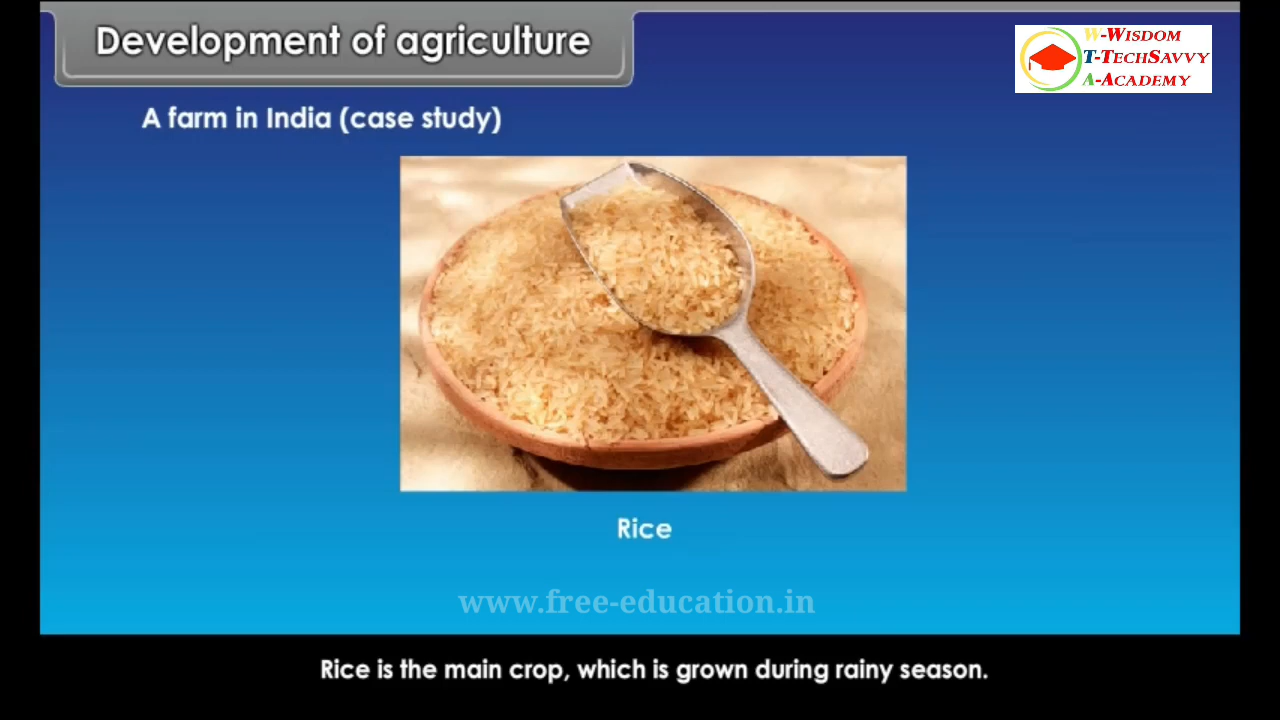 Development of agriculture
W-WISDOM
T-TECHSAVVY
A-ACADEMY
A farm in India (case study)
Rice
www.free-education.in
Rice is the main crop, which is grown during rainy season.